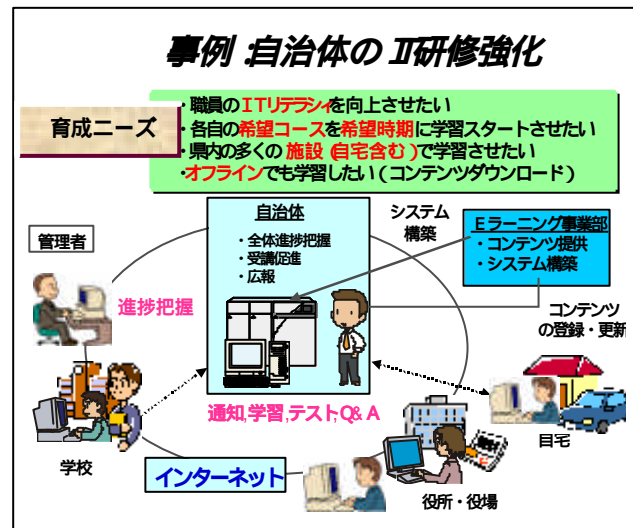 事例:自治体のIT研修強化
育成ニーズ
・職員のITリテラシィを向上させたい
・各自の希望コースを希望時期に学習スタートさせたい
・県内の多くの施設(自宅含む)で学習させたい
・オフラインでも学習したい(コンテンツダウンロード)
管理者
進捗把握
自治体
・全体進捗把握
・受講促進
・広報
システム
構築
Eラーニング事業部
・コンテンツ提供
・システム構築
コンテンツ
の登録・更新
通知,学習,テスト,Q&A
学校
インターネット
役所・役場
自宅